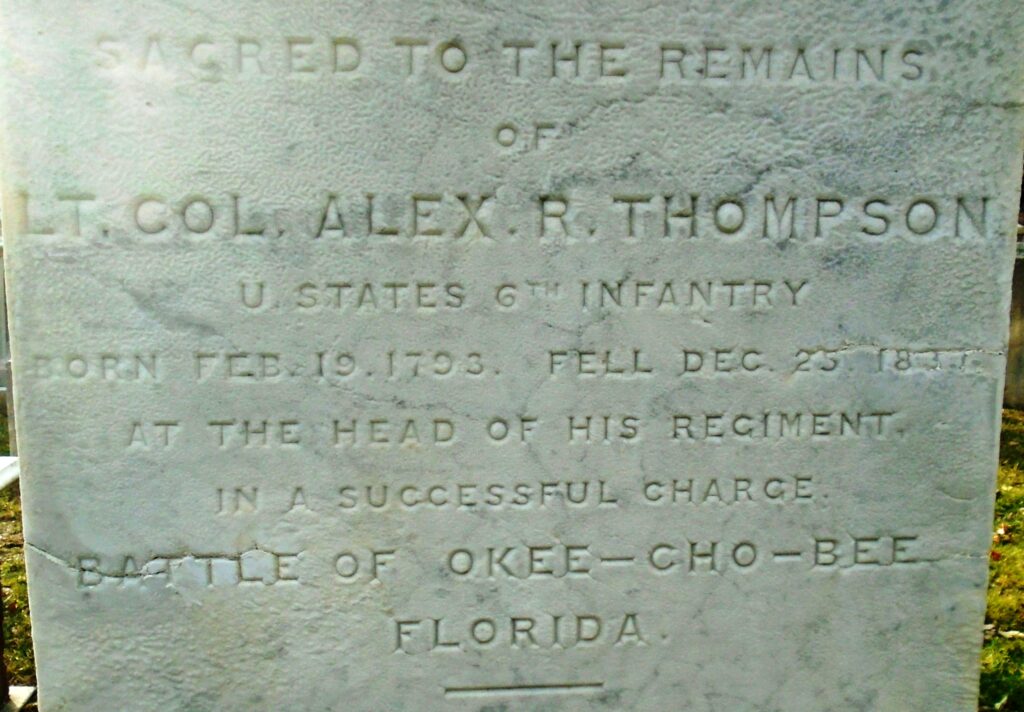 SACRED TO THE REMAINS
OF
LT. COL. ALEX. R. THOMPSON
U. STATES 6TH INFANTRY
BORN FEB. 19. 1793. FELL DEC. 25. 1837
AT THE HEAD OF HIS REGIMENT.
IN A SUCCESSFUL CHARGE.
BATTLE OF OKEE-CHO-BEE
FLORIDA.